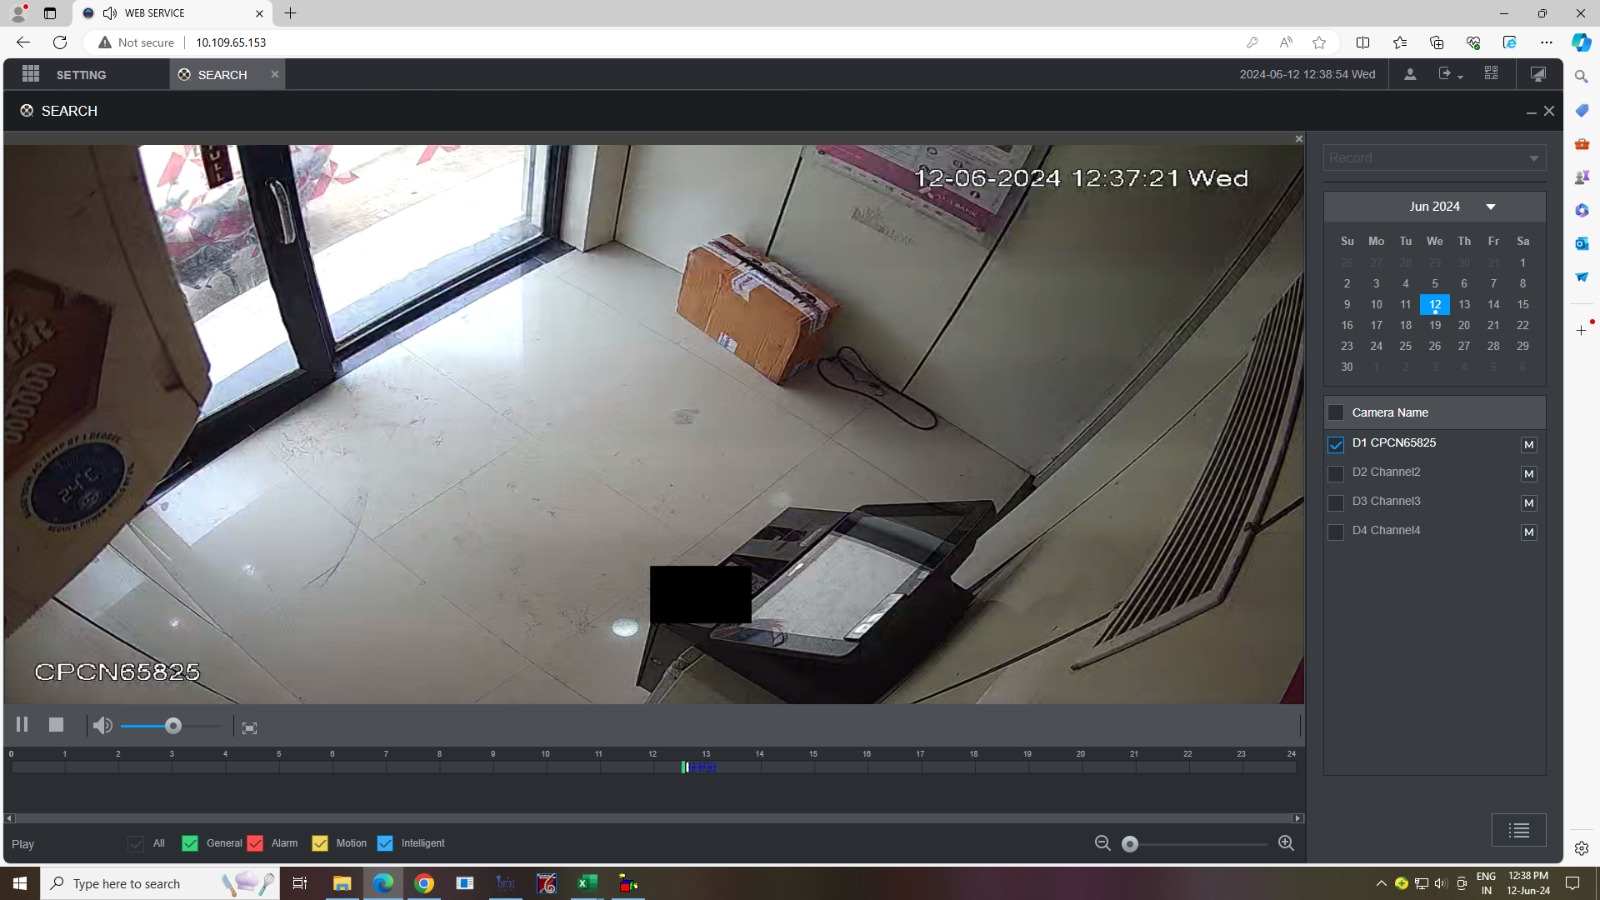 WEB SERVICE
Not secure
10.109.65.153
SETTING
SEARCH
2024-06-12 12:38:54 Wed
SEARCH
Record
12-06-2024 12:37:21 Wed
Jun 2024
Su Mo Tu We Th Fr Sa
26 27 28 29 30 31 1
2 3 4 5 6 7 8
9 10 11 12 13 14 15
16 17 18 19 20 21 22
23 24 25 26 27 28 29
30 1 2 3 4 5 6
Camera Name
D1 CPCN65825 M
D2 Channel2 M
D3 Channel3 M
D4 Channel4 M
24°C
CPCN65825
0 1 2 3 4 5 6 7 8 9 10 11 12 13 14 15 16 17 18 19 20 21 22 23 24
Play
All
General
Alarm
Motion
Intelligent
Type here to search
ENG
IN
12:38 PM
12-Jun-24